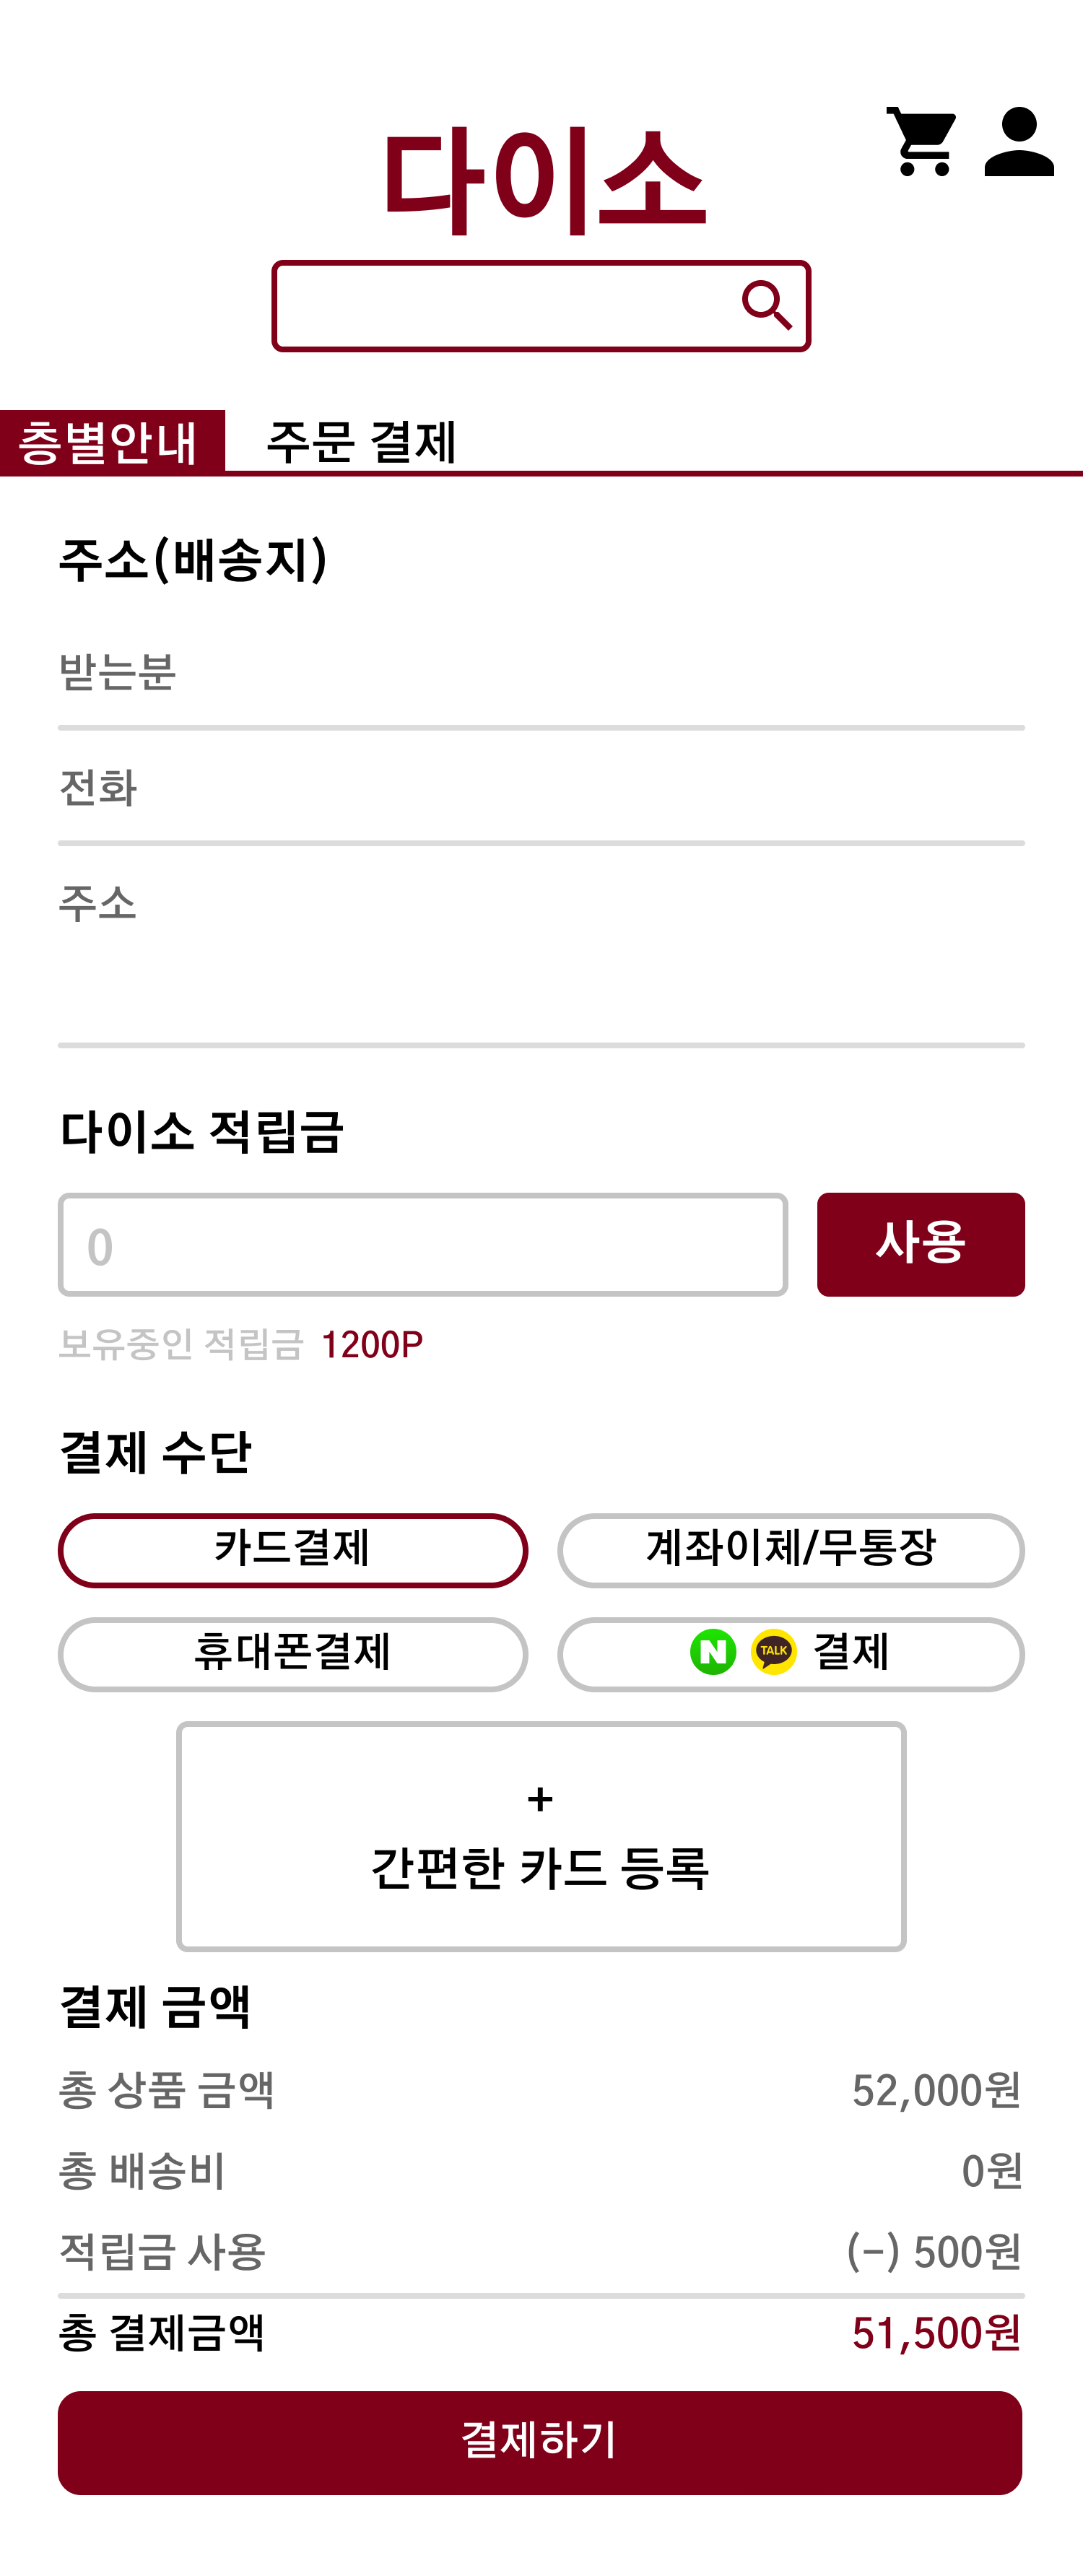 다이소
층별안내 주문 결제
주소(배송지)
받는분
전화
주소
다이소 적립금
0 사용
보유중인 적립금 1200P
결제 수단
카드결제 계좌이체/무통장
휴대폰결제 N TALK 결제
+
간편한 카드 등록
결제 금액
총 상품 금액 52,000원
총 배송비 0원
적립금 사용 (-) 500원
총 결제금액 51,500원
결제하기